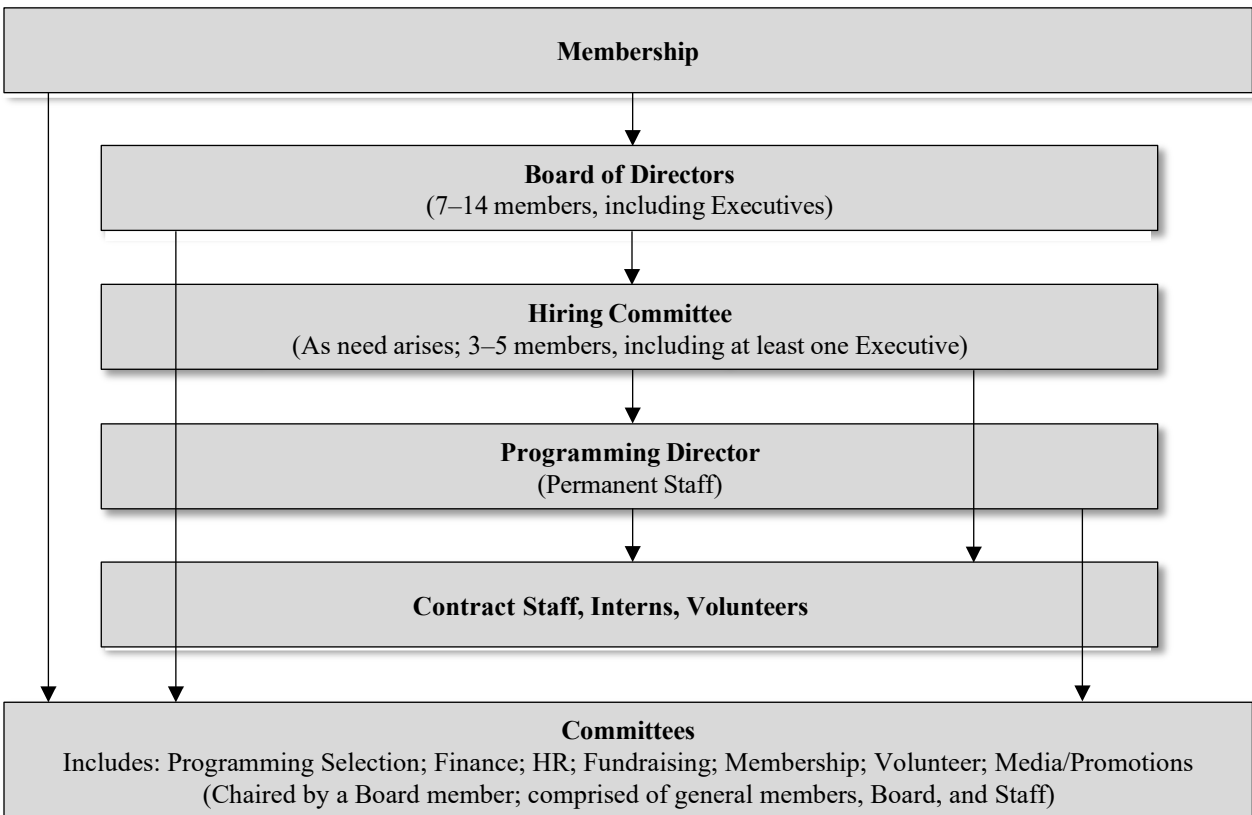 Membership
Board of Directors
(7–14 members, including Executives)
Hiring Committee
(As need arises; 3–5 members, including at least one Executive)
Programming Director
(Permanent Staff)
Contract Staff, Interns, Volunteers
Committees
Includes: Programming Selection; Finance; HR; Fundraising; Membership; Volunteer; Media/Promotions
(Chaired by a Board member; comprised of general members, Board, and Staff)